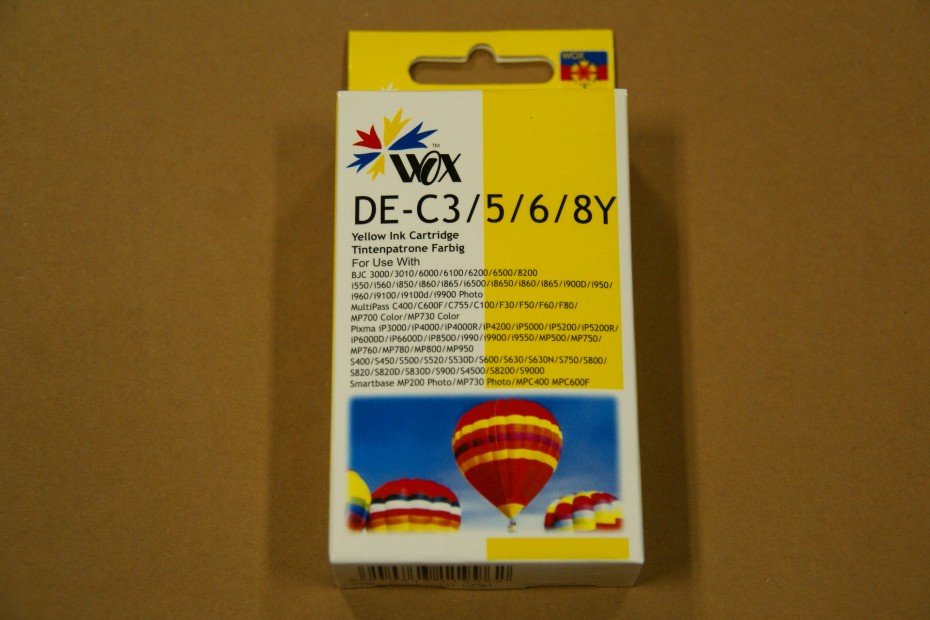 WOX
WOX™
DE-C3/5/6/8Y
Yellow Ink Cartridge
Tintenpatrone Farbig
For Use With
BJC 3000/3010/6000/6100/6200/6500/8200
i550/i560/i850/i860/i865/i6500/i8650/i860/i865/i900D/i950/
i960/i9100/i9100d/i9900 Photo
MultiPass C400/C600F/C755/C100/F30/F50/F60/F80/
MP700 Color/MP730 Color
Pixma iP3000/iP4000/iP4000R/iP4200/iP5000/iP5200/iP5200R/
iP6000D/iP6600D/iP8500/i990/i9900/i9550/MP500/MP750/
MP760/MP780/MP800/MP950
S400/S450/S500/S520/S530D/S600/S630/S630N/S750/S800/
S820/S820D/S830D/S900/S4500/S8200/S9000
Smartbase MP200 Photo/MP730 Photo/MPC400 MPC600F